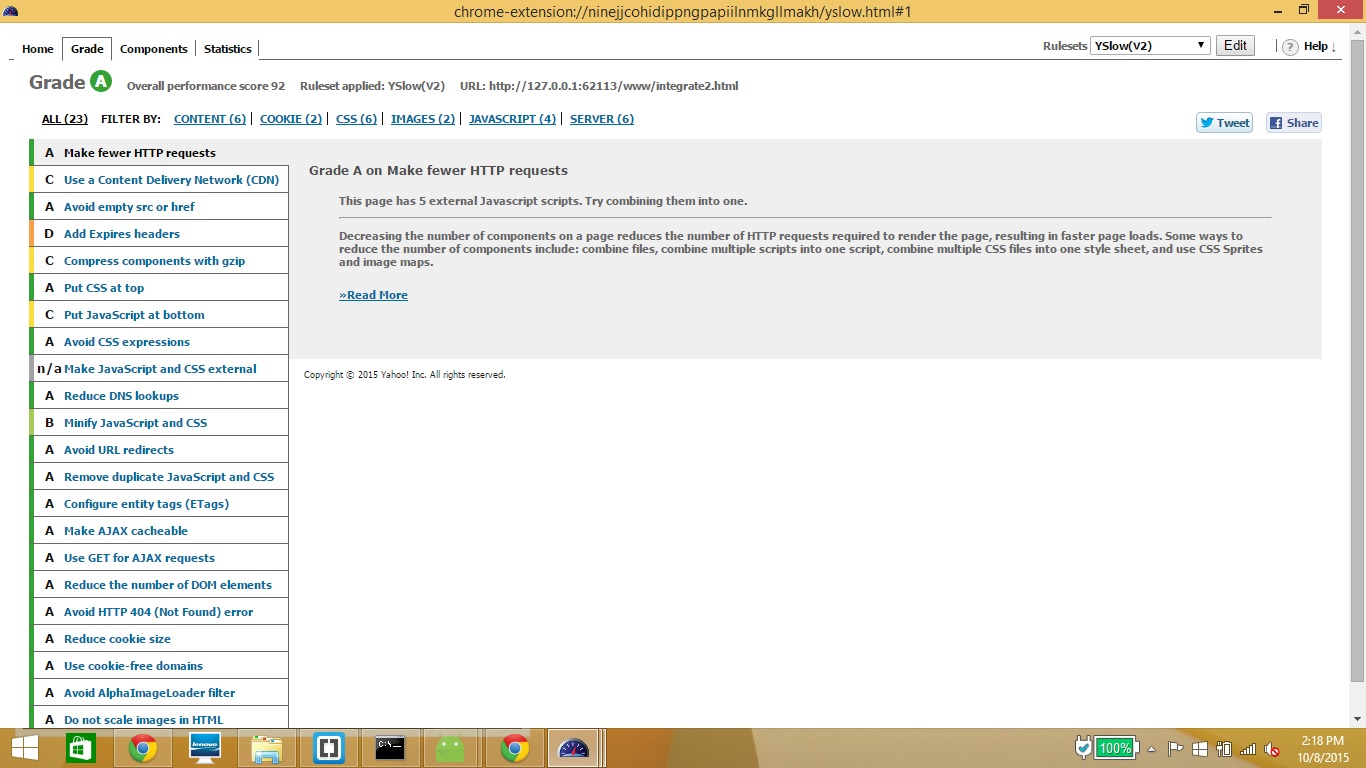 chrome-extension://ninejjcohidippngpapiilnmkgllmakh/yslow.html#1
Home Grade Components Statistics Rulesets YSlow(V2) Edit ? Help ↓
Grade A Overall performance score 92 Ruleset applied: YSlow(V2) URL: http://127.0.0.1:62113/www/integrate2.html
ALL (23) FILTER BY: CONTENT (6) COOKIE (2) CSS (6) IMAGES (2) JAVASCRIPT (4) SERVER (6)
Tweet Share
A Make fewer HTTP requests
C Use a Content Delivery Network (CDN)
A Avoid empty src or href
D Add Expires headers
C Compress components with gzip
A Put CSS at top
C Put JavaScript at bottom
A Avoid CSS expressions
n/a Make JavaScript and CSS external
A Reduce DNS lookups
B Minify JavaScript and CSS
A Avoid URL redirects
A Remove duplicate JavaScript and CSS
A Configure entity tags (ETags)
A Make AJAX cacheable
A Use GET for AJAX requests
A Reduce the number of DOM elements
A Avoid HTTP 404 (Not Found) error
A Reduce cookie size
A Use cookie-free domains
A Avoid AlphaImageLoader filter
A Do not scale images in HTML
Grade A on Make fewer HTTP requests
This page has 5 external Javascript scripts. Try combining them into one.
Decreasing the number of components on a page reduces the number of HTTP requests required to render the page, resulting in faster page loads. Some ways to
reduce the number of components include: combine files, combine multiple scripts into one script, combine multiple CSS files into one style sheet, and use CSS Sprites
and image maps.
»Read More
Copyright © 2015 Yahoo! Inc. All rights reserved.
lenovo
C:\_
100%
2:18 PM
10/8/2015